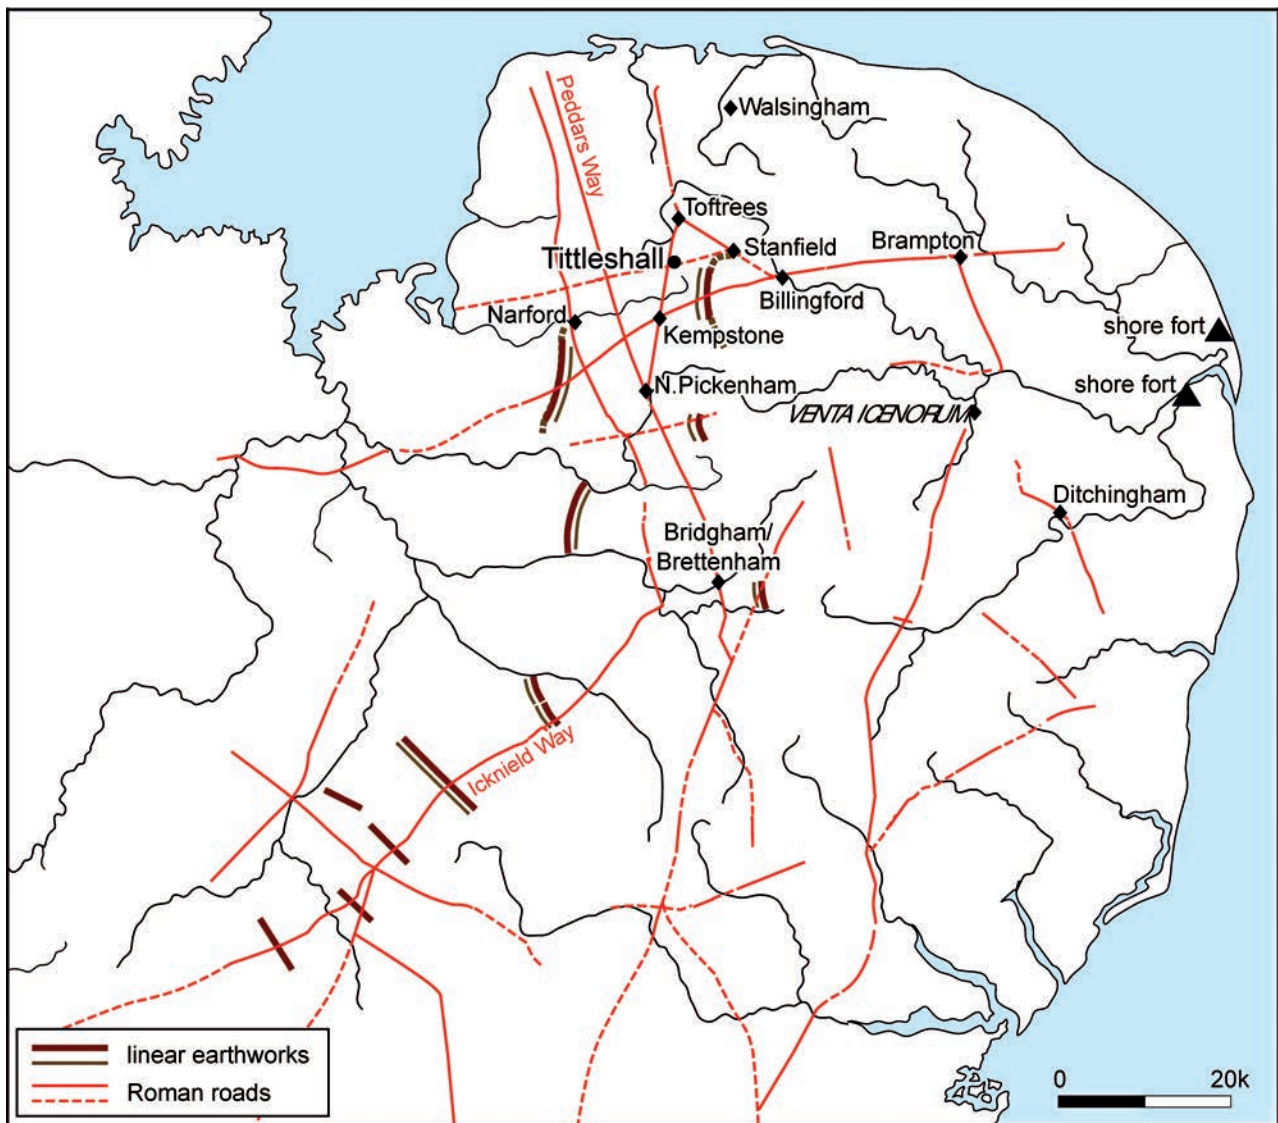 Peddars Way
Walsingham
Toftrees
Stanfield
Brampton
Tittleshall
Billingford
Narford
Kempstone
shore fort
N.Pickenham
shore fort
VENTA ICENORUM
Ditchingham
Bridgham/
Brettenham
Icknield Way
linear earthworks
Roman roads
0 20k